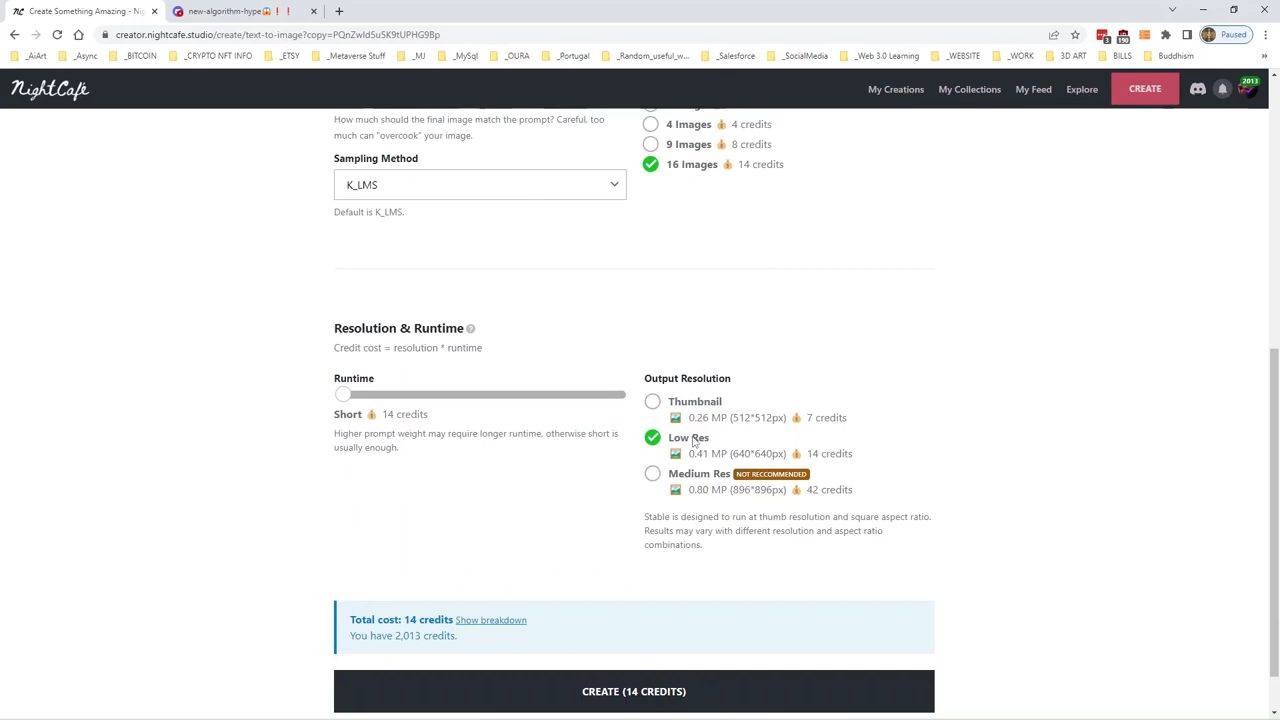 Create Something Amazing - Nig
new-algorithm-hype😱❗❗
creator.nightcafe.studio/create/text-to-image?copy=PQnZwld5u5K9tUPHG9Bp
3
190
Paused
_AiArt
_Async
_BITCOIN
_CRYPTO NFT INFO
_ETSY
_Metaverse Stuff
_MJ
_MySql
_OURA
_Portugal
_Random_useful_w...
_Salesforce
_SocialMedia
_Web 3.0 Learning
_WEBSITE
_WORK
3D ART
BILLS
Buddhism
»
NightCafe
My Creations
My Collections
My Feed
Explore
CREATE
2013
How much should the final image match the prompt? Careful, too
much can "overcook" your image.
4 Images 💰 4 credits
9 Images 💰 8 credits
16 Images 💰 14 credits
Sampling Method
K_LMS
Default is K_LMS.
Resolution & Runtime ?
Credit cost = resolution * runtime
Runtime
Short 💰 14 credits
Higher prompt weight may require longer runtime, otherwise short is
usually enough.
Output Resolution
Thumbnail
0.26 MP (512*512px) 💰 7 credits
Low Res
0.41 MP (640*640px) 💰 14 credits
Medium Res NOT RECCOMMENDED
0.80 MP (896*896px) 💰 42 credits
Stable is designed to run at thumb resolution and square aspect ratio.
Results may vary with different resolution and aspect ratio
combinations.
Total cost: 14 credits Show breakdown
You have 2,013 credits.
CREATE (14 CREDITS)